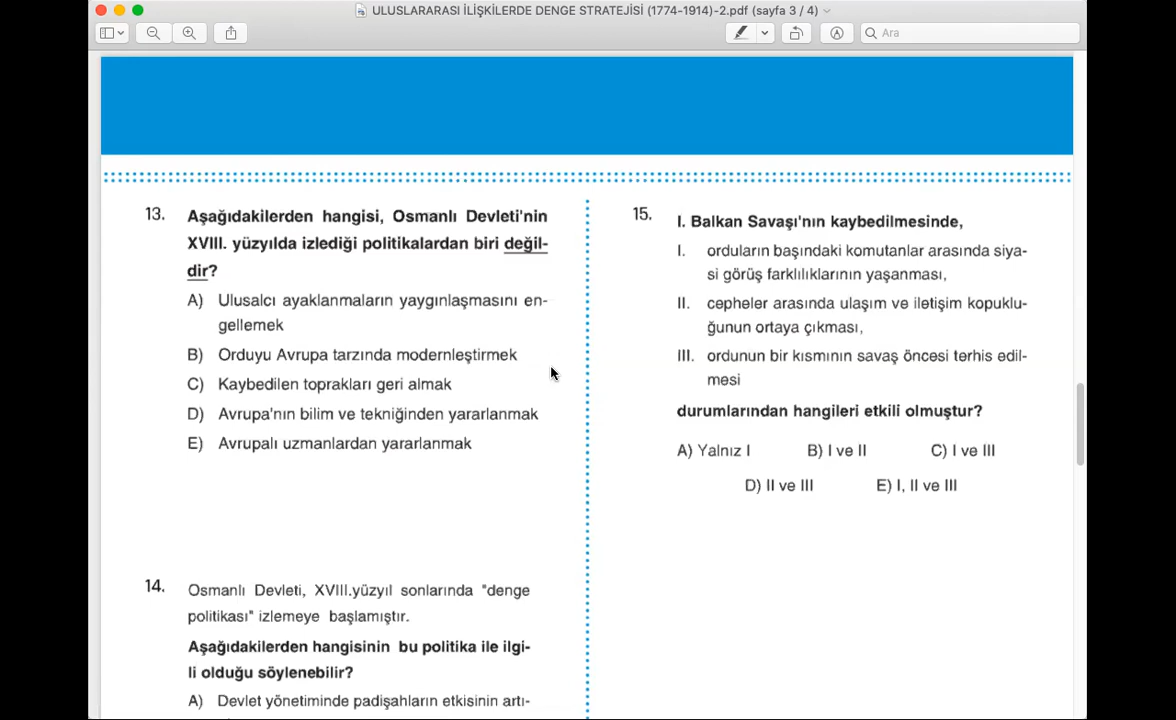 ULUSLARARASI İLİŞKİLERDE DENGE STRATEJİSİ (1774-1914)-2.pdf (sayfa 3 / 4)
Ara
13. Aşağıdakilerden hangisi, Osmanlı Devleti'nin
XVIII. yüzyılda izlediği politikalardan biri değil-
dir?
A) Ulusalcı ayaklanmaların yaygınlaşmasını en-
gellemek
B) Orduyu Avrupa tarzında modernleştirmek
C) Kaybedilen toprakları geri almak
D) Avrupa'nın bilim ve tekniğinden yararlanmak
E) Avrupalı uzmanlardan yararlanmak
14. Osmanlı Devleti, XVIII.yüzyıl sonlarında "denge
politikası" izlemeye başlamıştır.
Aşağıdakilerden hangisinin bu politika ile ilgi-
li olduğu söylenebilir?
A) Devlet yönetiminde padişahların etkisinin artı-
15. I. Balkan Savaşı'nın kaybedilmesinde,
I. orduların başındaki komutanlar arasında siya-
si görüş farklılıklarının yaşanması,
II. cepheler arasında ulaşım ve iletişim kopuklu-
ğunun ortaya çıkması,
III. ordunun bir kısmının savaş öncesi terhis edil-
mesi
durumlarından hangileri etkili olmuştur?
A) Yalnız I B) I ve II C) I ve III
D) II ve III E) I, II ve III